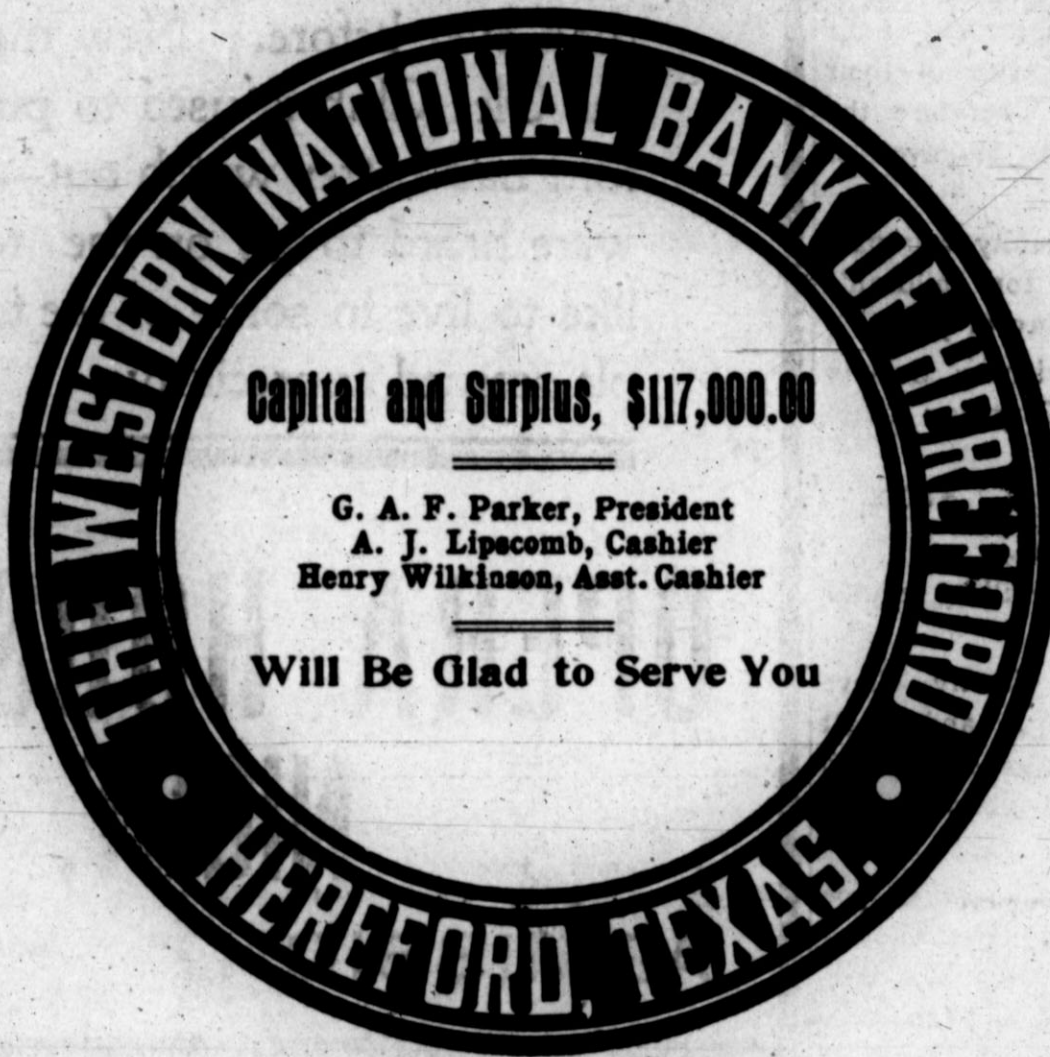 THE WESTERN NATIONAL BANK OF HEREFORD
Capital and Surplus, $117,000.00
G. A. F. Parker, President
A. J. Lipscomb, Cashier
Henry Wilkinson, Asst. Cashier
Will Be Glad to Serve You
HEREFORD, TEXAS.